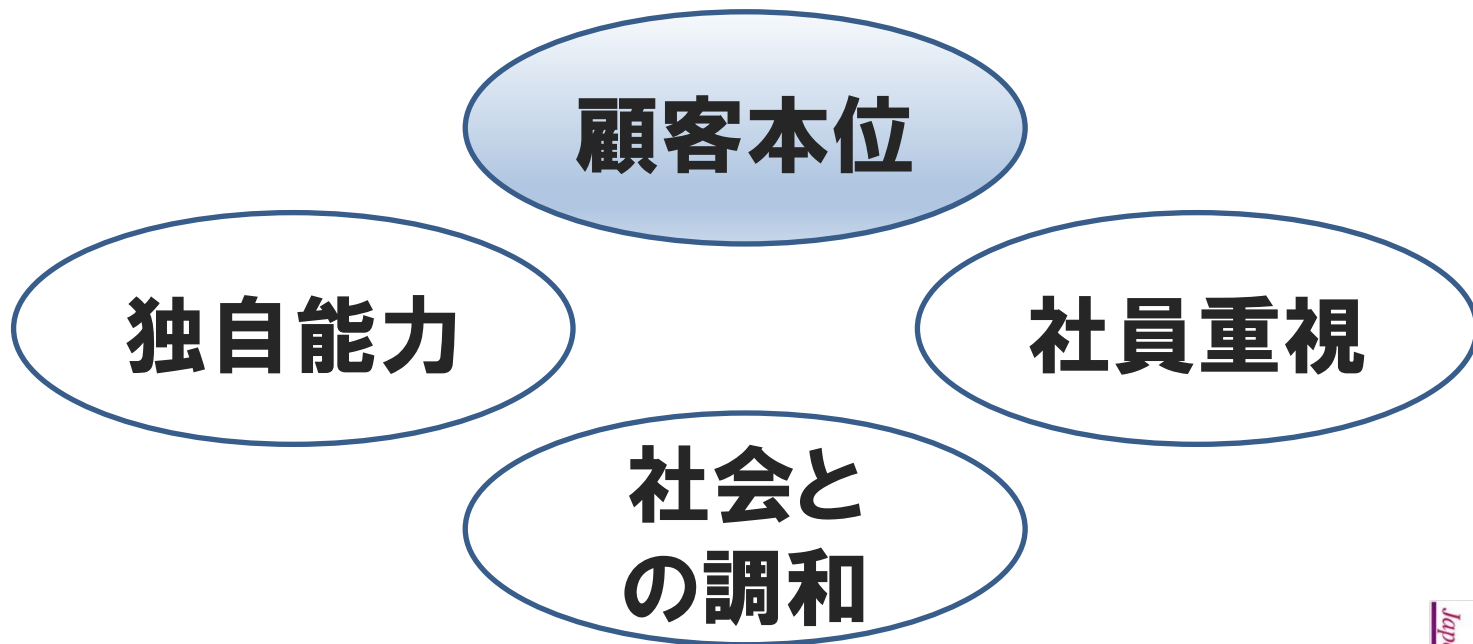 顧客本位
独自能力
社員重視
社会と
の調和